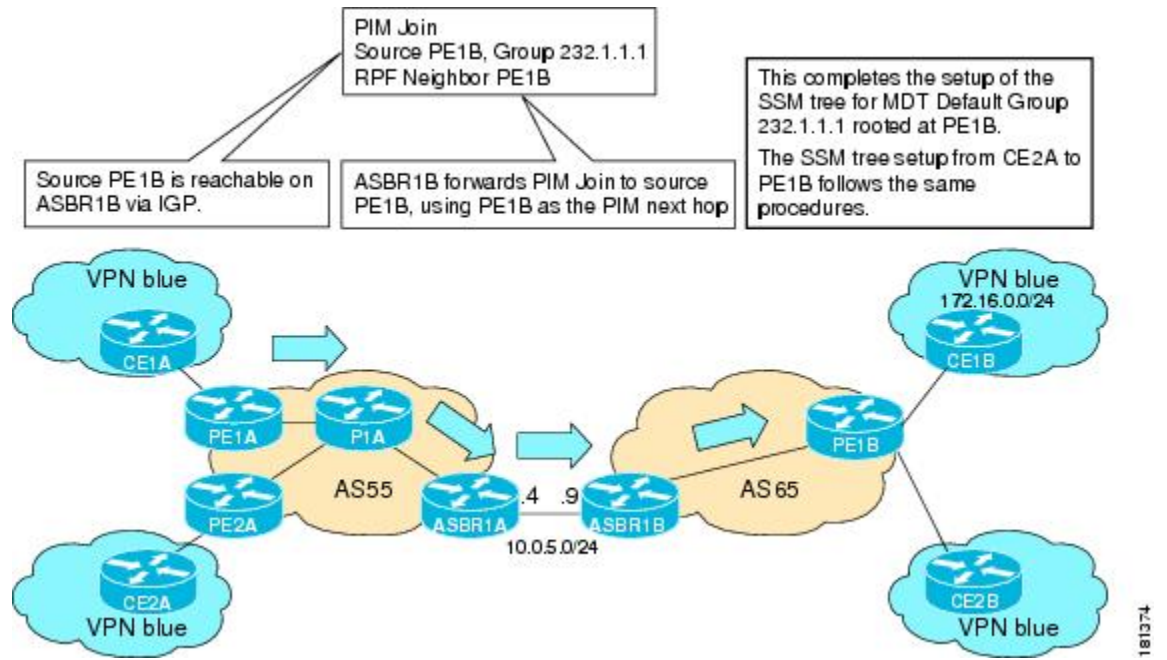 PIM Join
Source PE1B, Group 232.1.1.1
RPF Neighbor PE1B
This completes the setup of the
SSM tree for MDT Default Group
232.1.1.1 rooted at PE1B.
The SSM tree setup from CE2A to
PE1B follows the same
procedures.
Source PE1B is reachable on
ASBR1B via IGP.
ASBR1B forwards PIM Join to source
PE1B, using PE1B as the PIM next hop
VPN blue
CE1A
VPN blue
172.16.0.0/24
CE1B
PE1A
P1A
PE1B
AS55
AS65
PE2A
ASBR1A
.4
.9
ASBR1B
10.0.5.0/24
CE2A
VPN blue
CE2B
VPN blue
181374